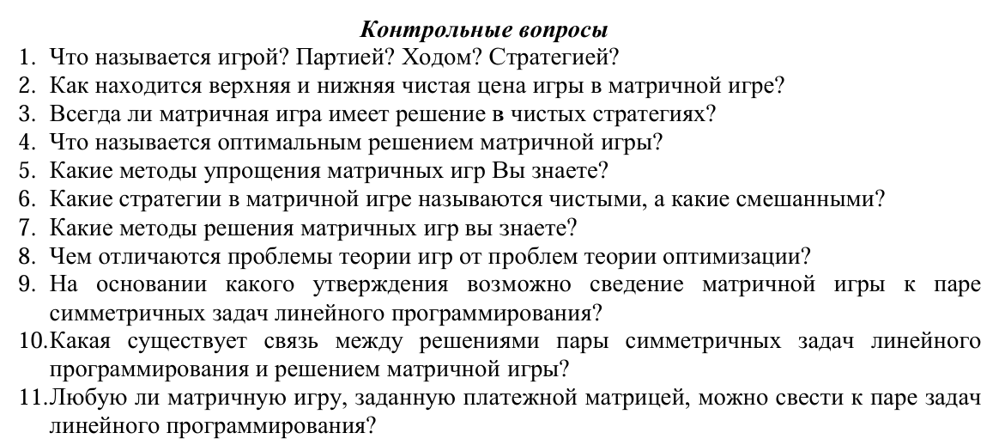 Контрольные вопросы
1. Что называется игрой? Партией? Ходом? Стратегией?
2. Как находится верхняя и нижняя чистая цена игры в матричной игре?
3. Всегда ли матричная игра имеет решение в чистых стратегиях?
4. Что называется оптимальным решением матричной игры?
5. Какие методы упрощения матричных игр Вы знаете?
6. Какие стратегии в матричной игре называются чистыми, а какие смешанными?
7. Какие методы решения матричных игр вы знаете?
8. Чем отличаются проблемы теории игр от проблем теории оптимизации?
9. На основании какого утверждения возможно сведение матричной игры к паре
симметричных задач линейного программирования?
10.Какая существует связь между решениями пары симметричных задач линейного
программирования и решением матричной игры?
11.Любую ли матричную игру, заданную платежной матрицей, можно свести к паре задач
линейного программирования?